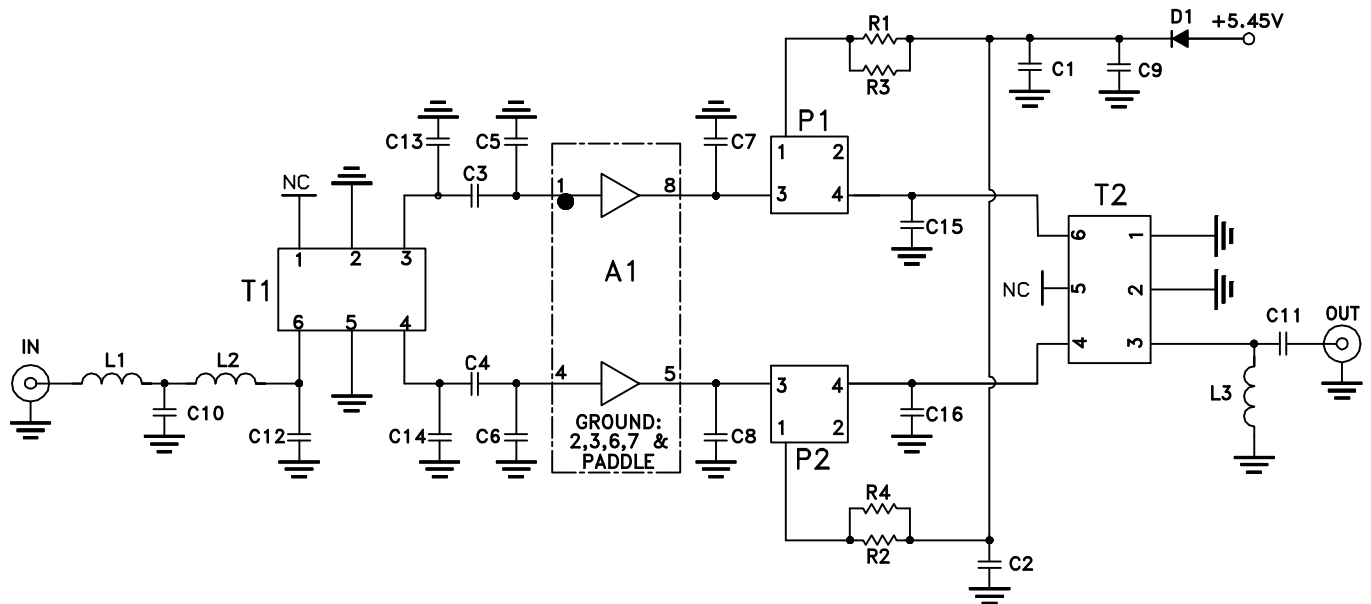 D1
+5.45V
R1
R3
C1
C9
P1
1
2
3
4
C13
C5
C7
C3
NC
1
8
T2
C15
6
1
5
2
4
3
NC
A1
T1
1
2
3
6
5
4
C11
OUT
IN
L1
L2
C4
4
5
L3
C10
C12
C14
C6
GROUND:
2,3,6,7 &
PADDLE
C8
3
4
1
2
P2
C16
R4
R2
C2